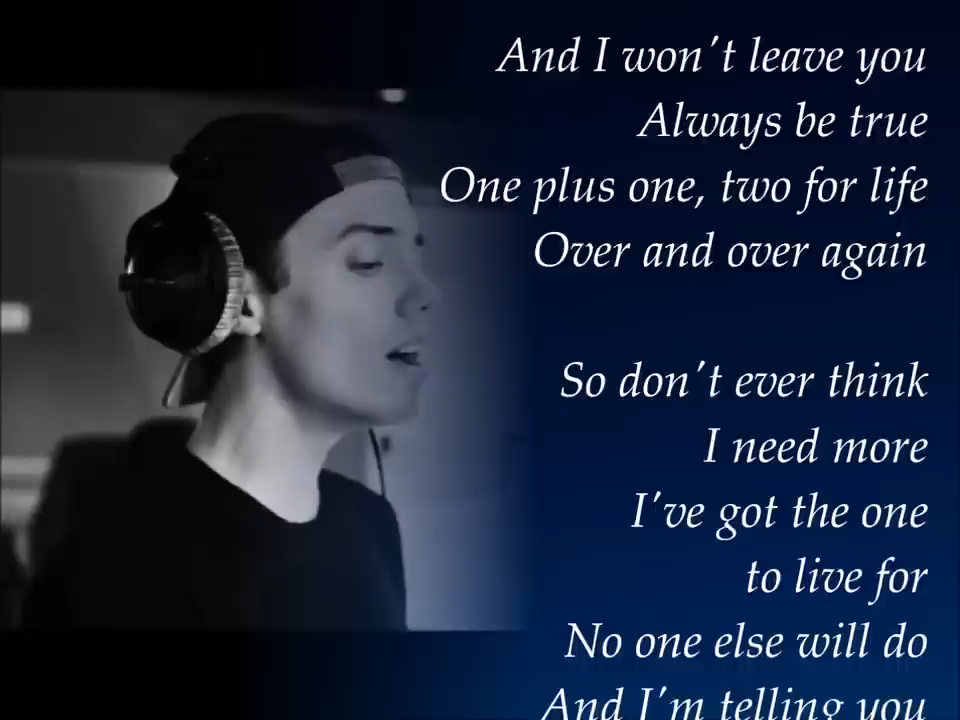 And I won't leave you
Always be true
One plus one, two for life
Over and over again
So don't ever think
I need more
I've got the one
to live for
No one else will do
And I'm telling you